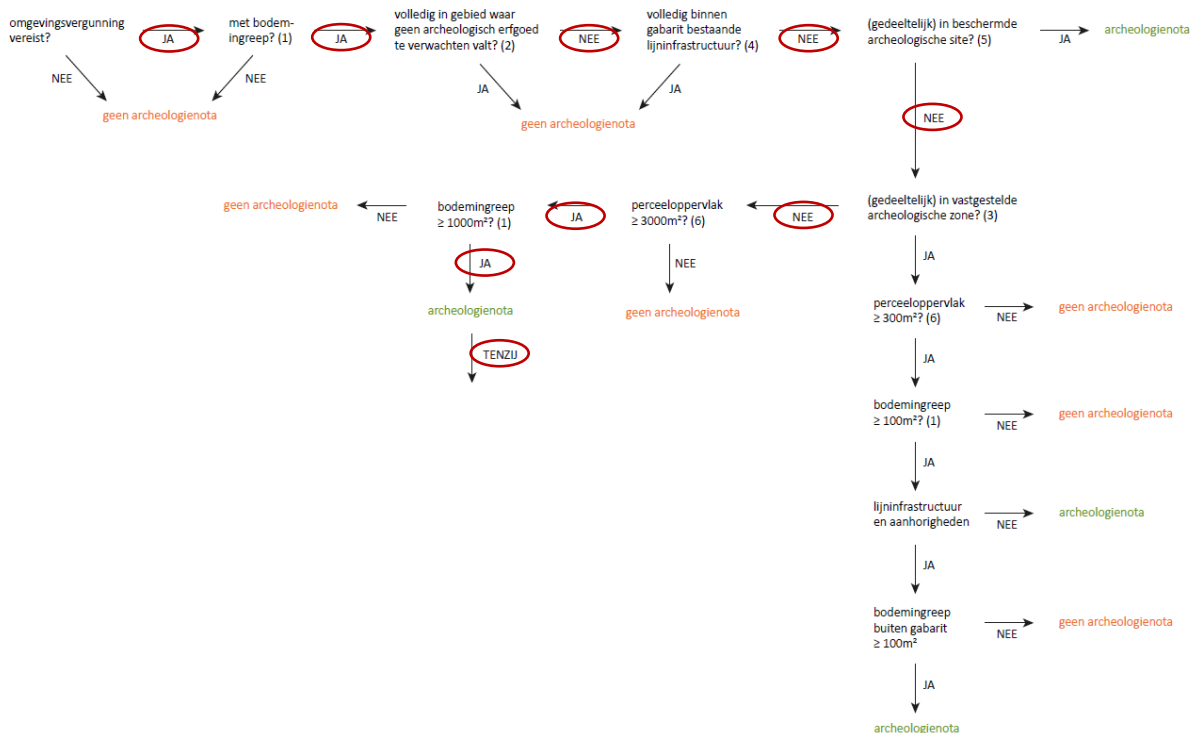 omgevingsvergunning
vereist?
JA
NEE
met bodem-
ingreep? (1)
JA
NEE
geen archeologienota
volledig in gebied waar
geen archeologisch erfgoed
te verwachten valt? (2)
NEE
JA
volledig binnen
gabarit bestaande
lijninfrastructuur? (4)
NEE
JA
geen archeologienota
(gedeeltelijk) in beschermde
archeologische site? (5)
JA
archeologienota
NEE
(gedeeltelijk) in vastgestelde
archeologische zone? (3)
NEE
perceeloppervlak
≥ 3000m²? (6)
JA
NEE
geen archeologienota
bodemingreep
≥ 1000m²? (1)
NEE
geen archeologienota
JA
archeologienota
TENZIJ
JA
perceeloppervlak
≥ 300m²? (6)
NEE
geen archeologienota
JA
bodemingreep
≥ 100m²? (1)
NEE
geen archeologienota
JA
lijninfrastructuur
en aanhorigheden
NEE
archeologienota
JA
bodemingreep
buiten gabarit
≥ 100m²
NEE
geen archeologienota
JA
archeologienota